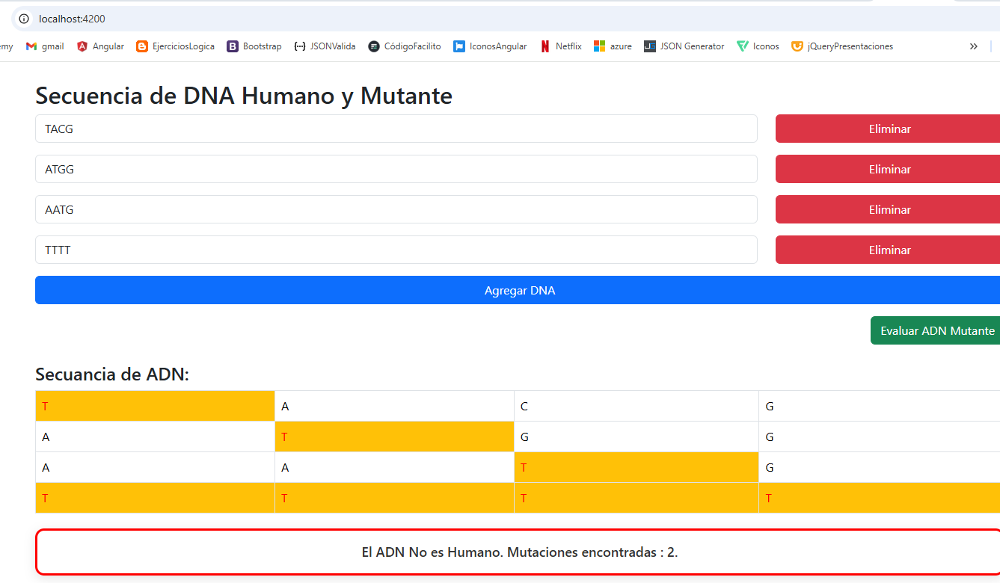 localhost:4200
emy gmail Angular EjerciciosLogica Bootstrap JSONValida CódigoFacilito IconosAngular Netflix azure JSON Generator Iconos jQueryPresentaciones »
Secuencia de DNA Humano y Mutante
TACG Eliminar
ATGG Eliminar
AATG Eliminar
TTTT Eliminar
Agregar DNA
Evaluar ADN Mutante
Secuancia de ADN:
T A C G
A T G G
A A T G
T T T T
El ADN No es Humano. Mutaciones encontradas : 2.